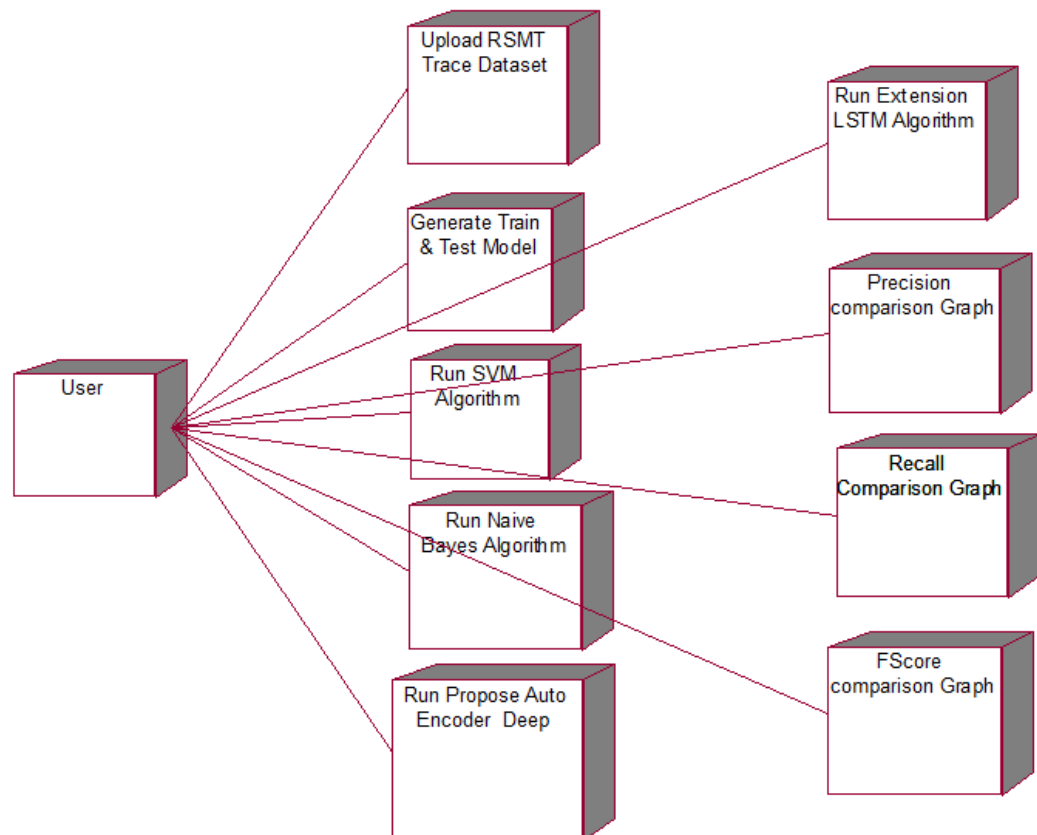 Upload RSMT
Trace Dataset
Run Extension
LSTM Algorithm
Generate Train
& Test Model
Precision
comparison Graph
User
Run SVM
Algorithm
Recall
Comparison Graph
Run Naive
Bayes Algorithm
FScore
comparison Graph
Run Propose Auto
Encoder Deep